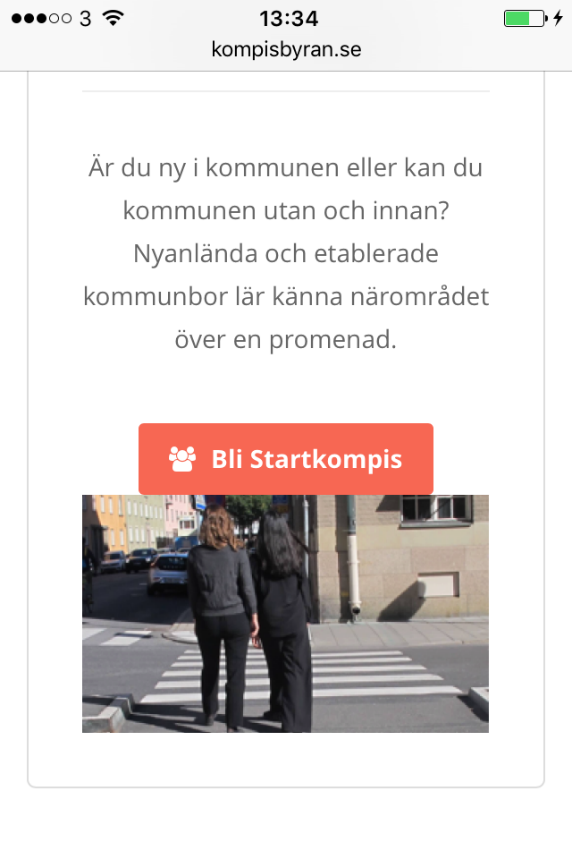 3 13:34
kompisbyran.se
Är du ny i kommunen eller kan du
kommunen utan och innan?
Nyanlända och etablerade
kommunbor lär känna närområdet
över en promenad.
Bli Startkompis